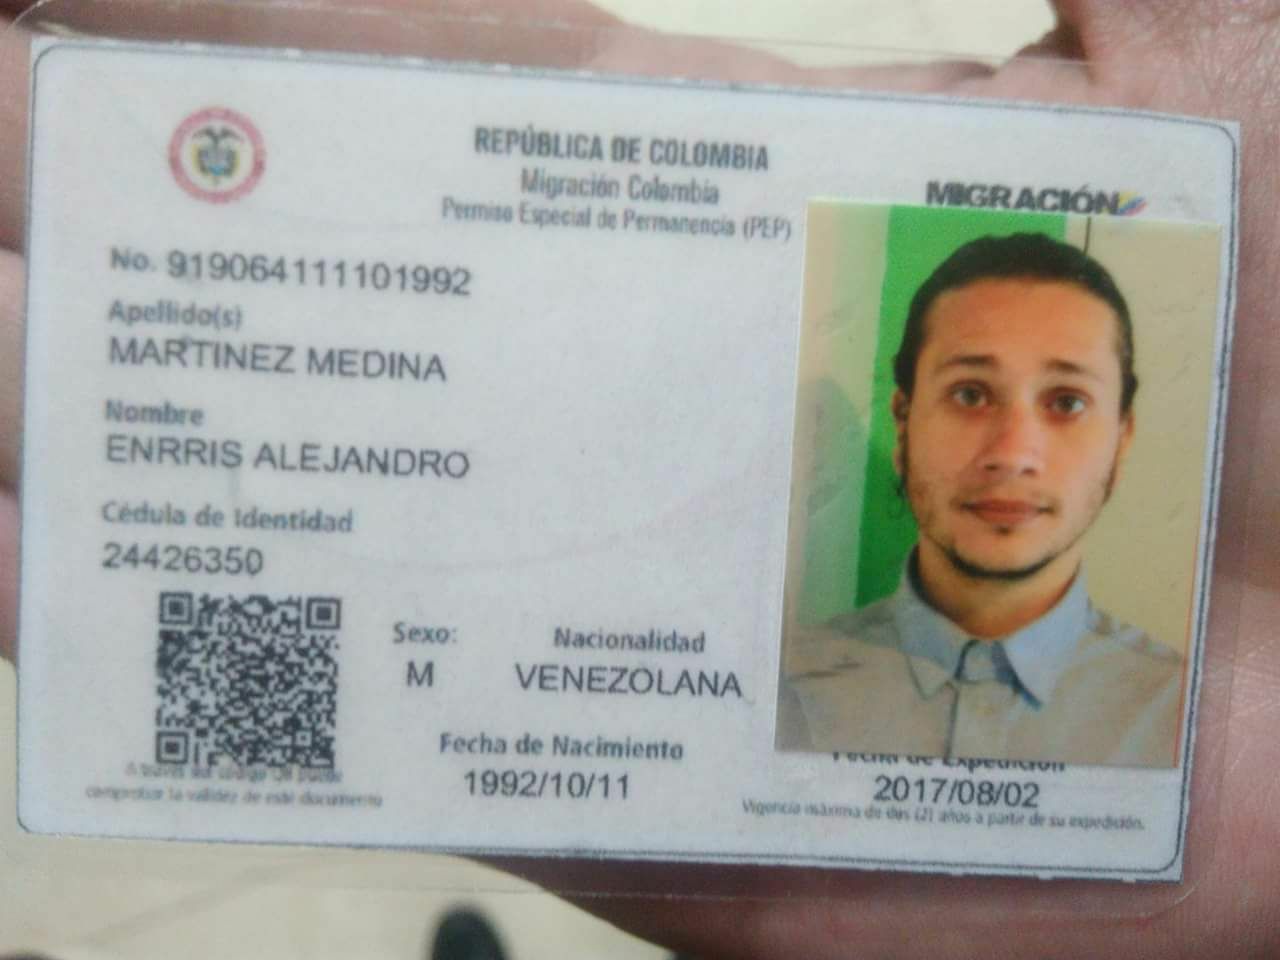 REPÚBLICA DE COLOMBIA
Migración Colombia
Permiso Especial de Permanencia (PEP)
MIGRACIÓN
No. 919064111101992
Apellido(s)
MARTINEZ MEDINA
Nombre
ENRRIS ALEJANDRO
Cédula de Identidad
24426350
Sexo:
M
Nacionalidad
VENEZOLANA
Fecha de Nacimiento
1992/10/11
Fecha de Expedición
2017/08/02
Vigencia máxima de dos (2) años a partir de su expedición.
A través del código QR puede
comprobar la validez de este documento